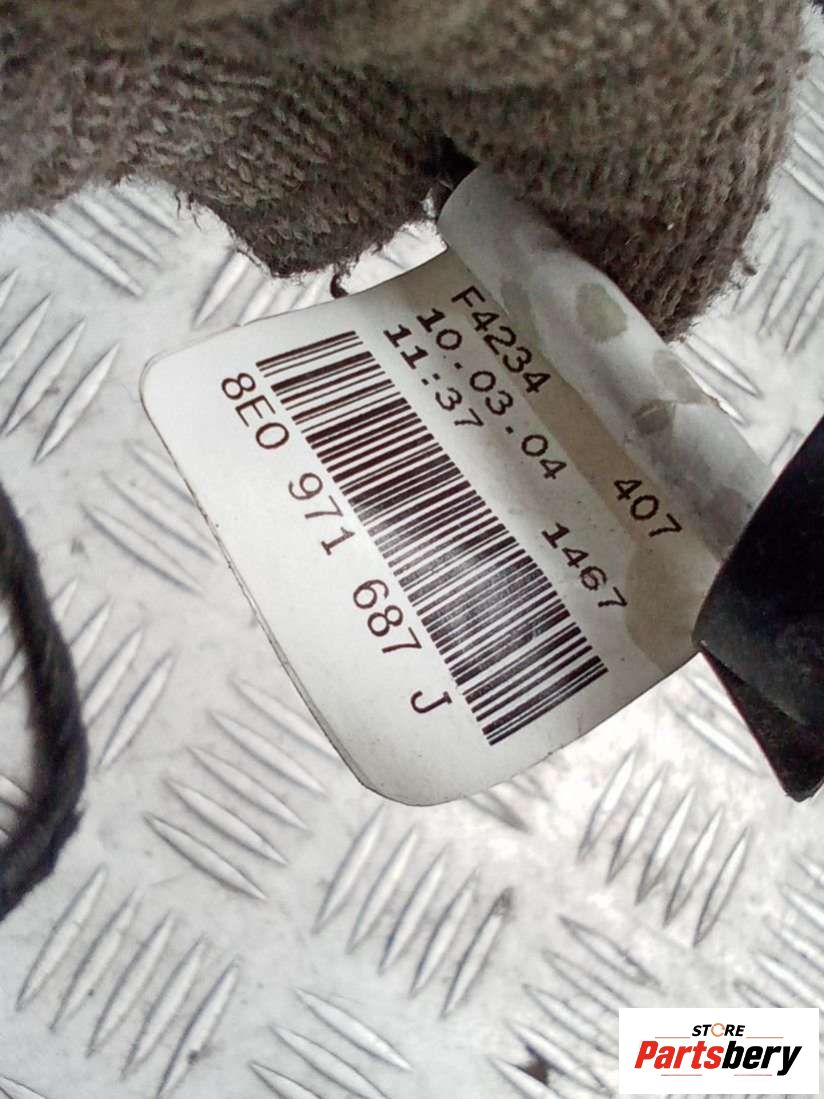 F4234 407
10.03.04
11:37 1467
8E0 971 687 J
STORE
Partsbery